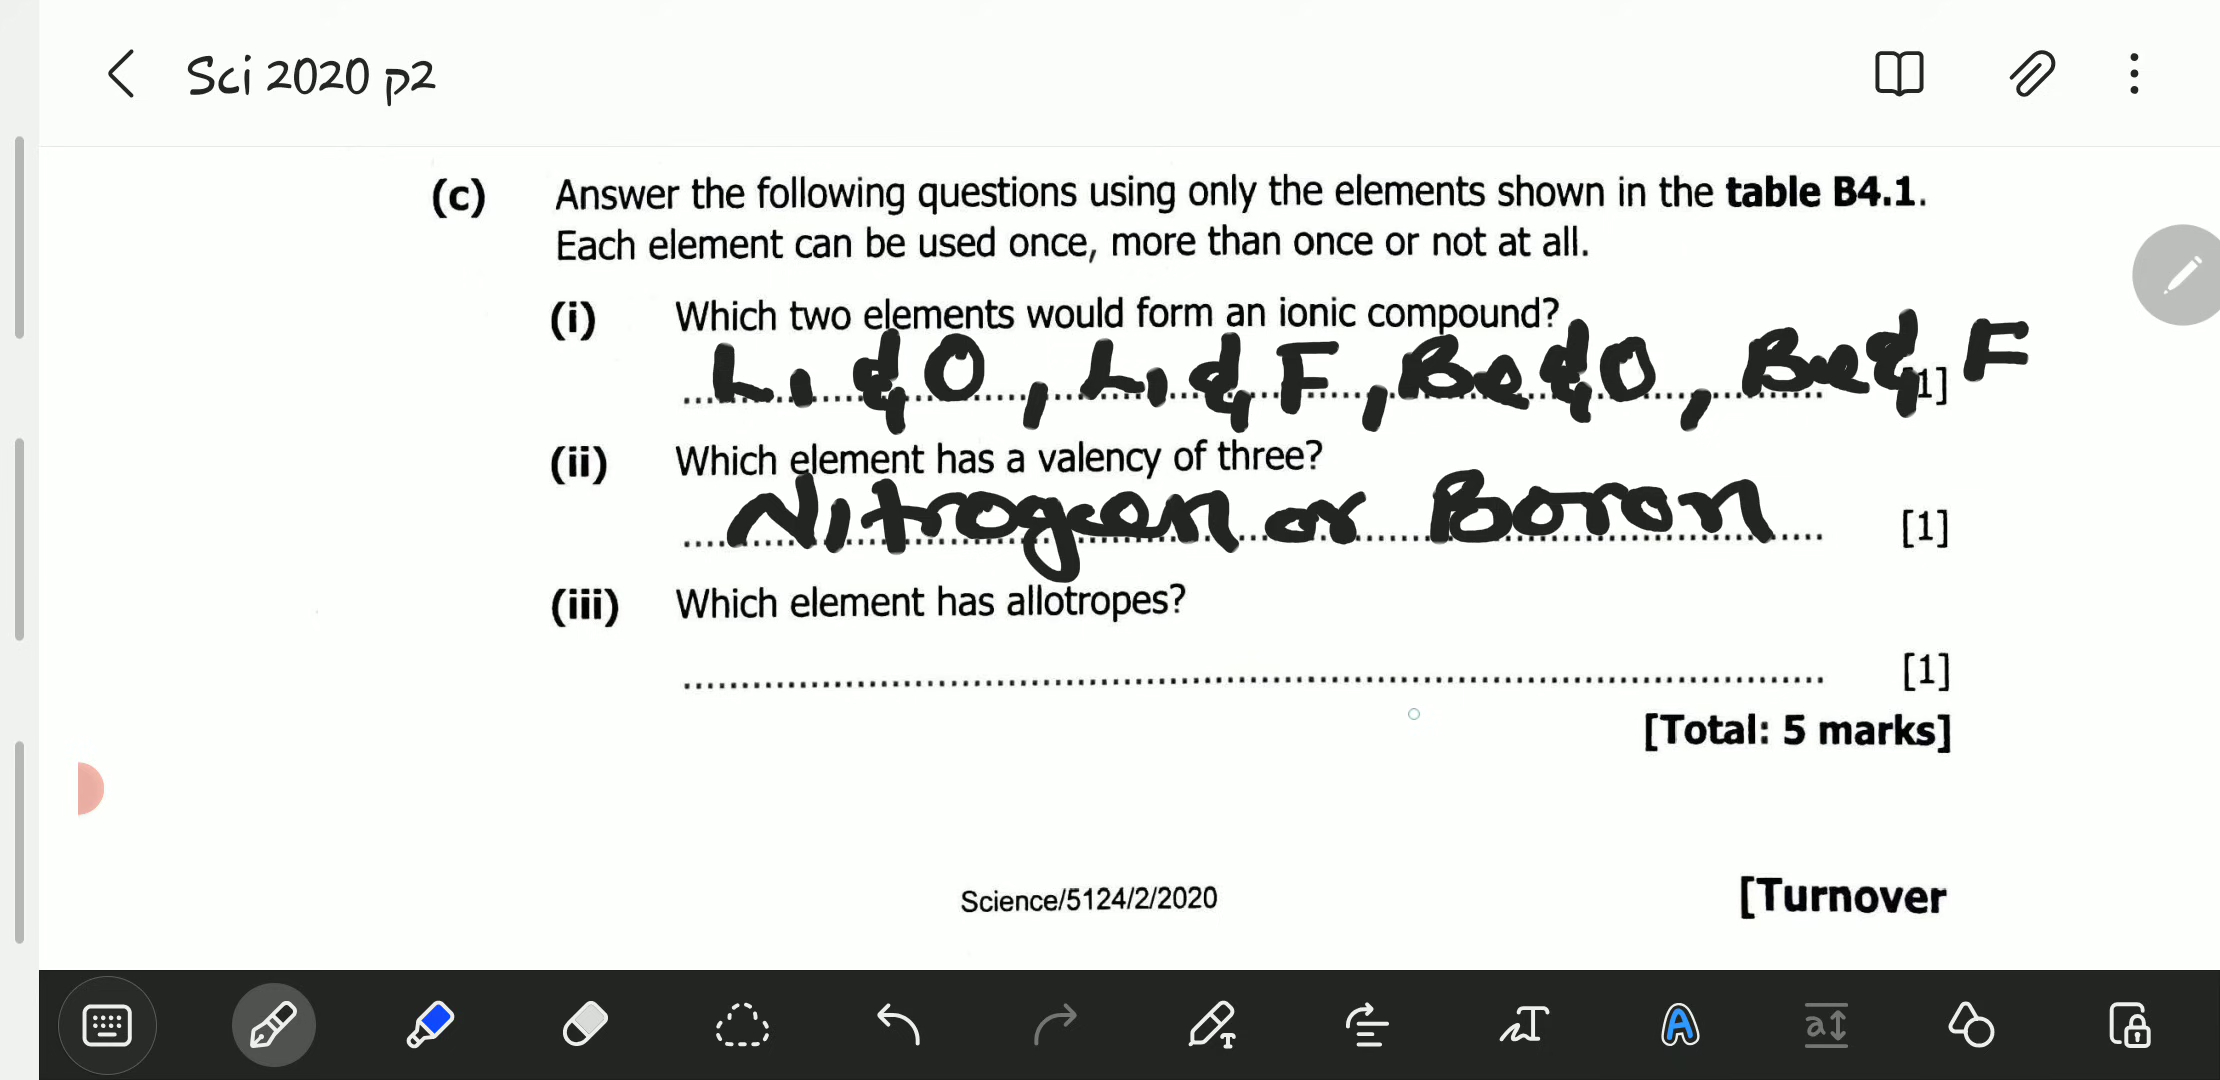 Sci 2020 p2
(c) Answer the following questions using only the elements shown in the table B4.1.
Each element can be used once, more than once or not at all.
(i) Which two elements would form an ionic compound?
Li & O, Li & F, Be & O, Be & F [1]
(ii) Which element has a valency of three?
Nitrogen or Boron [1]
(iii) Which element has allotropes?
[1]
[Total: 5 marks]
Science/5124/2/2020 [Turnover